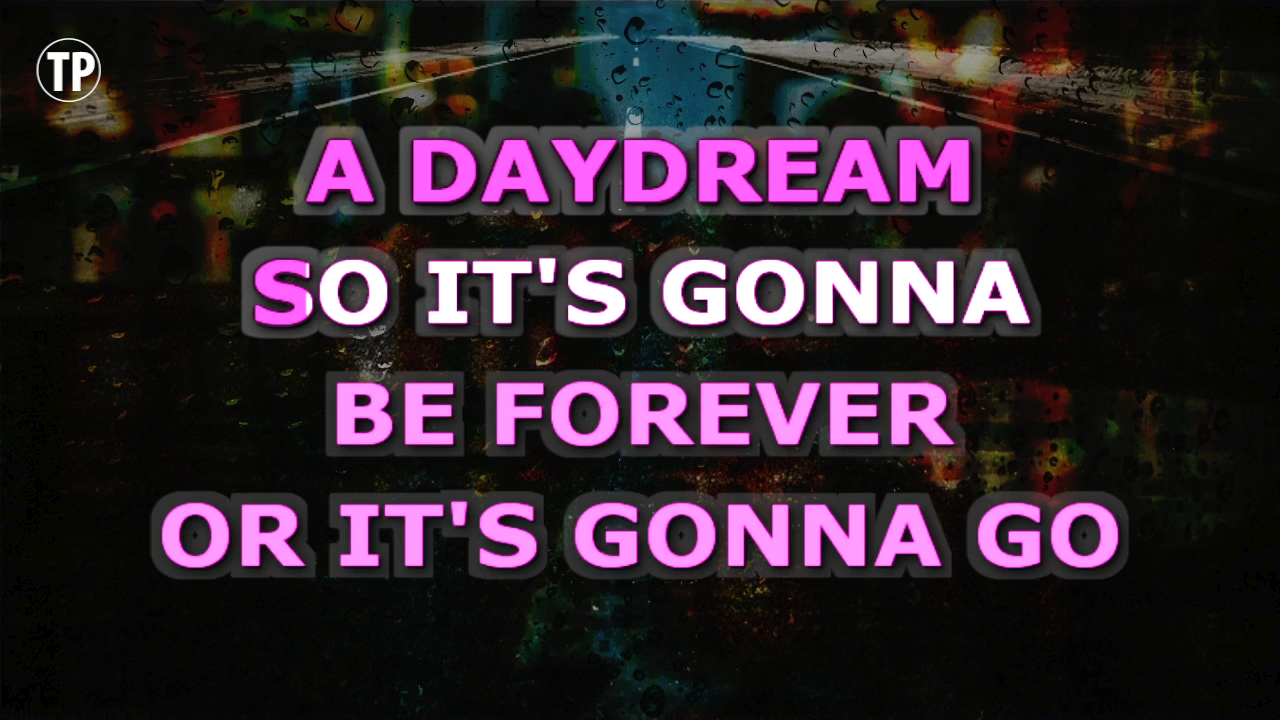 TP
A DAYDREAM
SO IT'S GONNA
BE FOREVER
OR IT'S GONNA GO